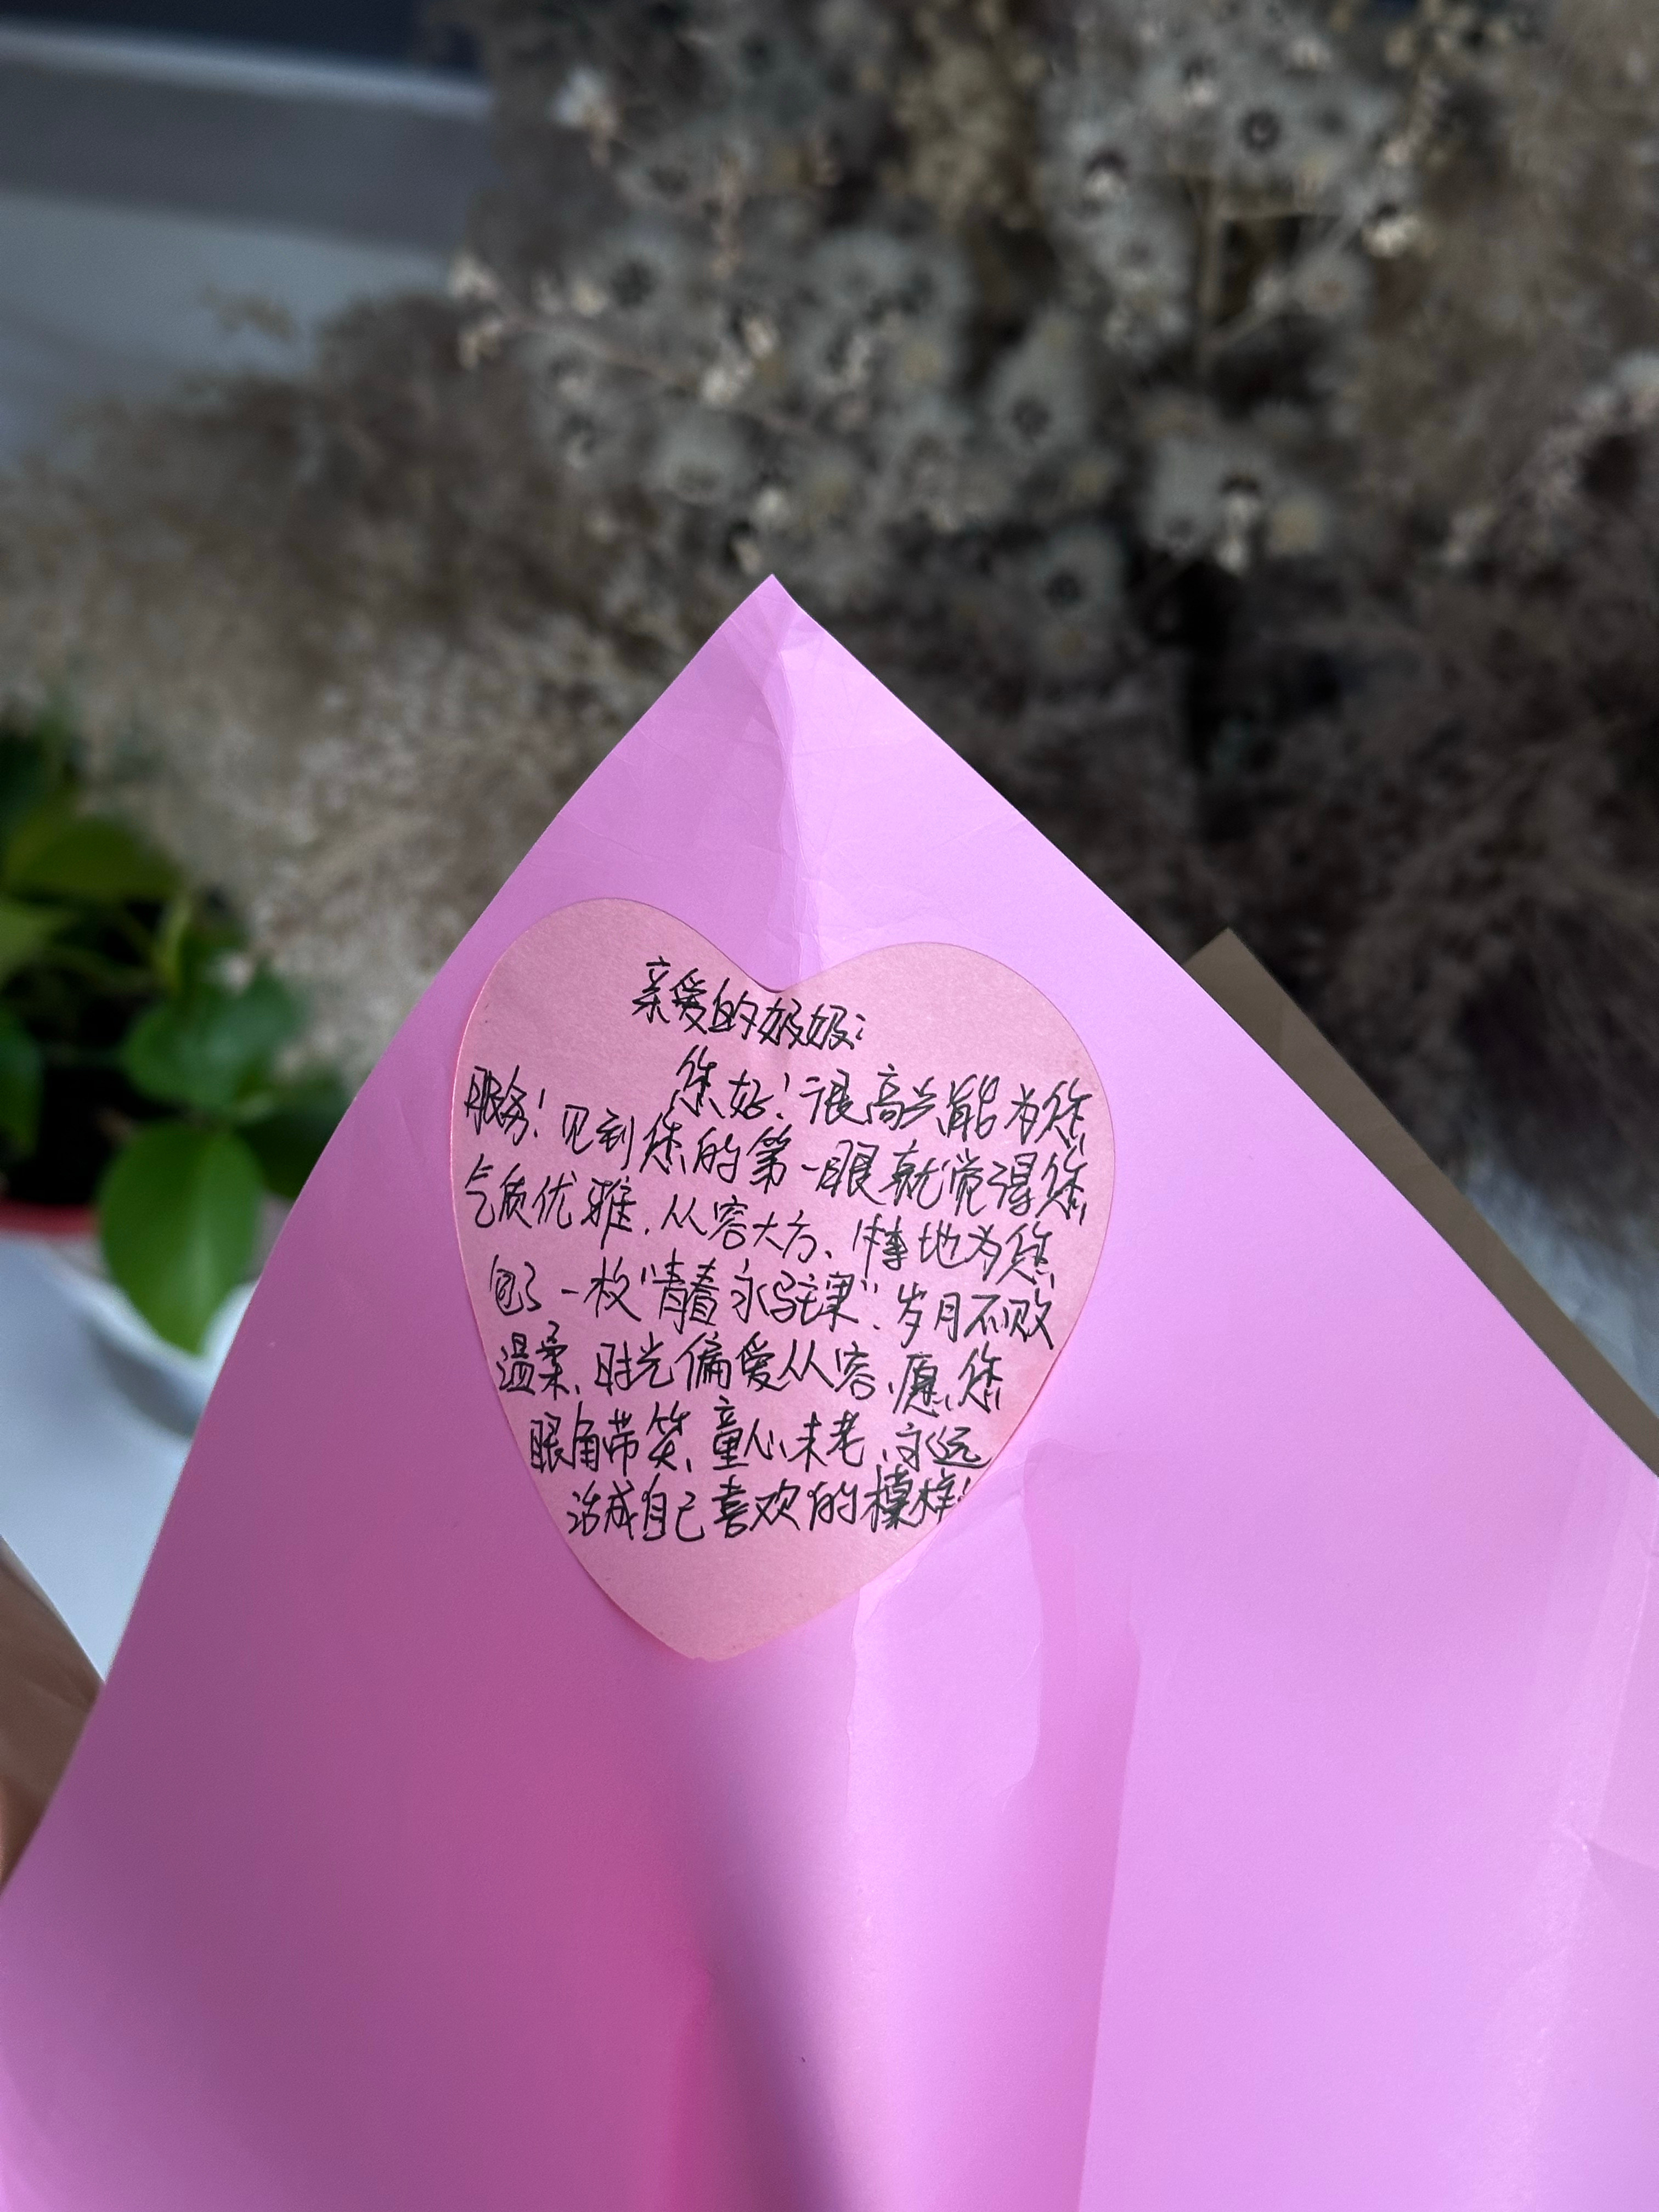 亲爱的奶奶：
您好！很高兴能为您
服务！见到您的第一眼就觉得您
气质优雅、从容大方、特地为您
包了一枚“青春永驻果”。岁月不败
温柔、时光偏爱从容、愿您
眼角带笑、童心未老、永远
活成自己喜欢的模样！